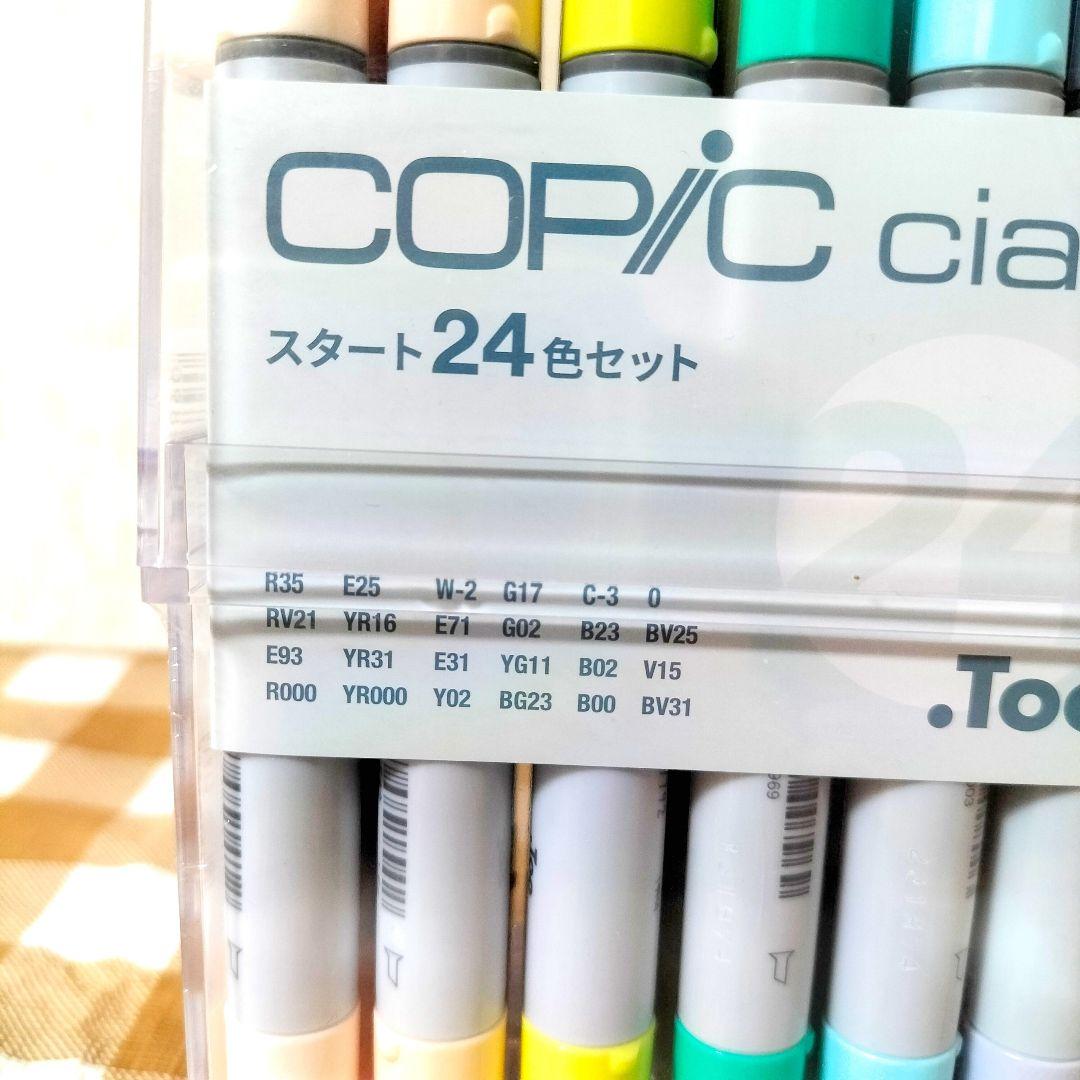 COPiC cia
スタート24色セット
R35 E25 W-2 G17 C-3 0
RV21 YR16 E71 G02 B23 BV25
E93 YR31 E31 YG11 B02 V15
R000 YR000 Y02 BG23 B00 BV31
.Too